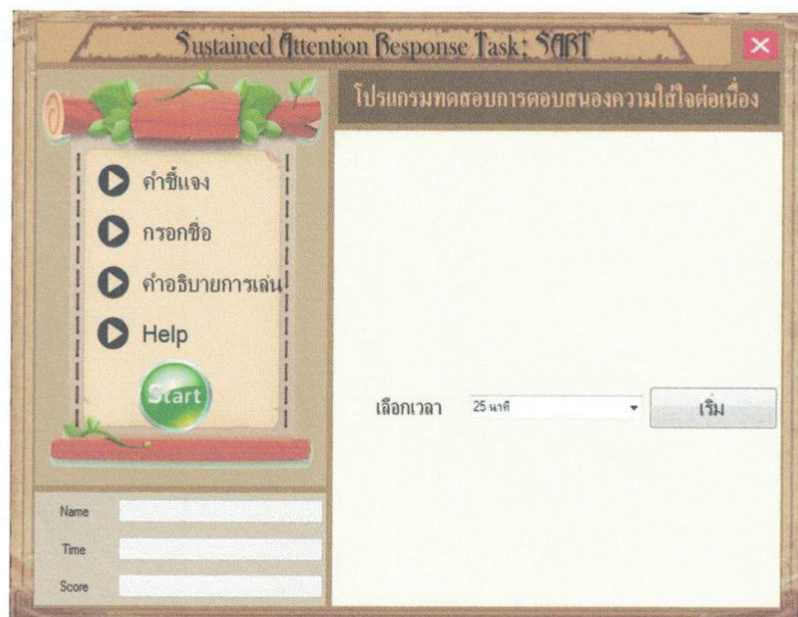 Sustained Attention Response Task: SART
โปรแกรมทดสอบการตอบสนองความใส่ใจต่อเนื่อง
คำชี้แจง
กรอกชื่อ
คำอธิบายการเล่น
Help
Start
เลือกเวลา 25 นาที เริ่ม
Name
Time
Score